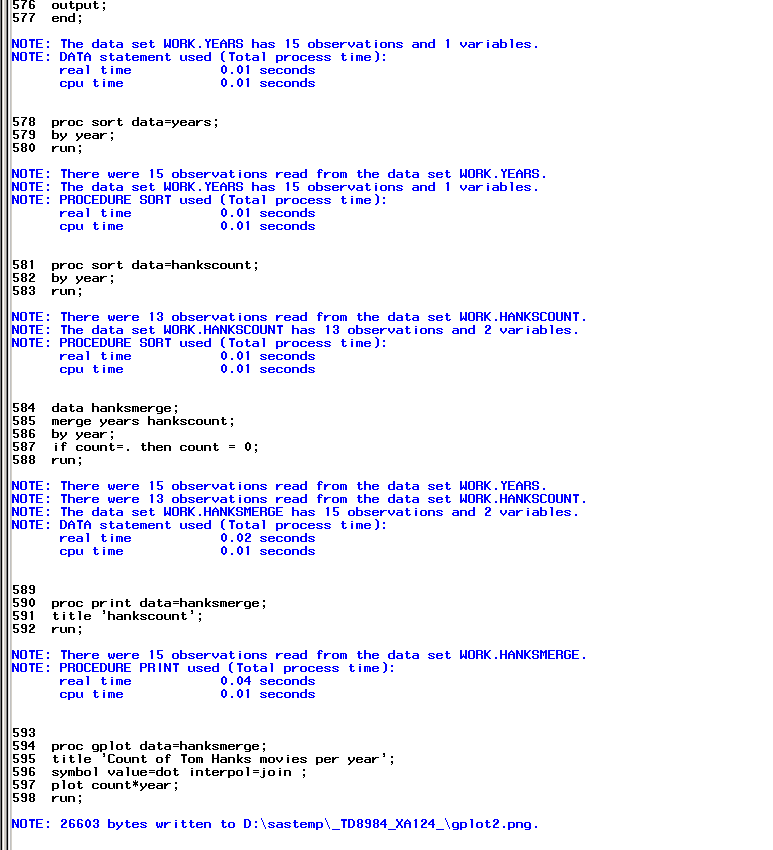 576  output;
577  end;
NOTE: The data set WORK.YEARS has 15 observations and 1 variables.
NOTE: DATA statement used (Total process time):
      real time           0.01 seconds
      cpu time            0.01 seconds
578  proc sort data=years;
579  by year;
580  run;
NOTE: There were 15 observations read from the data set WORK.YEARS.
NOTE: The data set WORK.YEARS has 15 observations and 1 variables.
NOTE: PROCEDURE SORT used (Total process time):
      real time           0.01 seconds
      cpu time            0.01 seconds
581  proc sort data=hankscount;
582  by year;
583  run;
NOTE: There were 13 observations read from the data set WORK.HANKSCOUNT.
NOTE: The data set WORK.HANKSCOUNT has 13 observations and 2 variables.
NOTE: PROCEDURE SORT used (Total process time):
      real time           0.01 seconds
      cpu time            0.01 seconds
584  data hanksmerge;
585  merge years hankscount;
586  by year;
587  if count=. then count = 0;
588  run;
NOTE: There were 15 observations read from the data set WORK.YEARS.
NOTE: There were 13 observations read from the data set WORK.HANKSCOUNT.
NOTE: The data set WORK.HANKSMERGE has 15 observations and 2 variables.
NOTE: DATA statement used (Total process time):
      real time           0.02 seconds
      cpu time            0.01 seconds
589
590  proc print data=hanksmerge;
591  title 'hankscount';
592  run;
NOTE: There were 15 observations read from the data set WORK.HANKSMERGE.
NOTE: PROCEDURE PRINT used (Total process time):
      real time           0.04 seconds
      cpu time            0.01 seconds
593
594  proc gplot data=hanksmerge;
595  title 'Count of Tom Hanks movies per year';
596  symbol value=dot interpol=join ;
597  plot count*year;
598  run;
NOTE: 26603 bytes written to D:\sastemp\_TD8984_XA124_\gplot2.png.